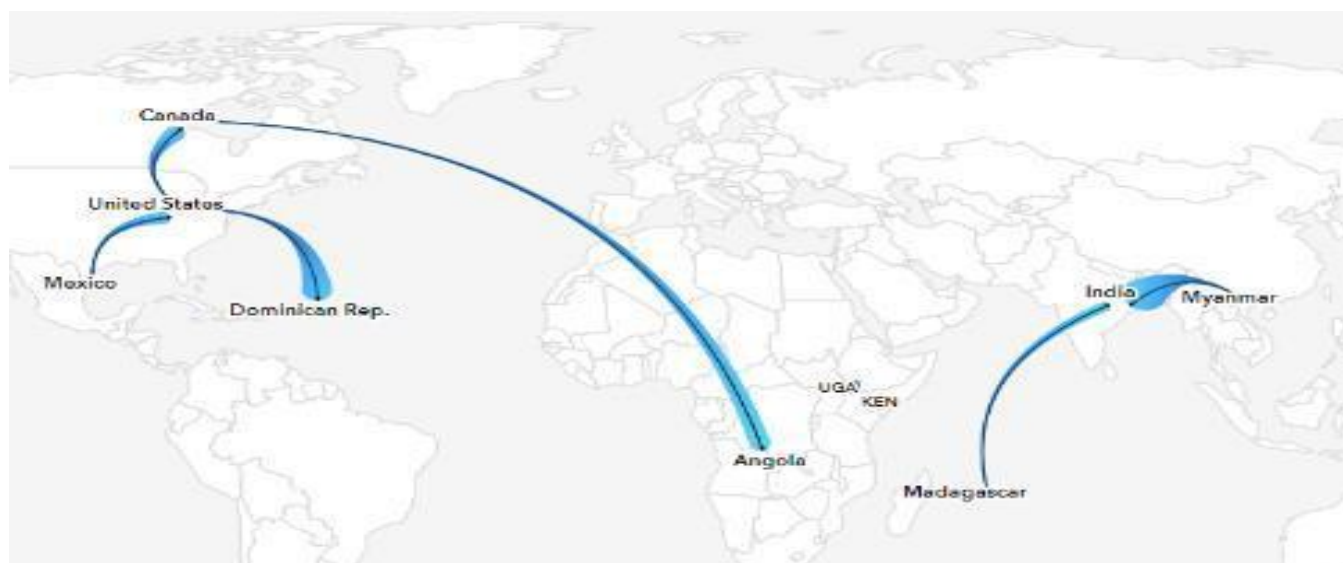 Canada
United States
Mexico
Dominican Rep.
India
Myanmar
UGA
KEN
Angola
Madagascar